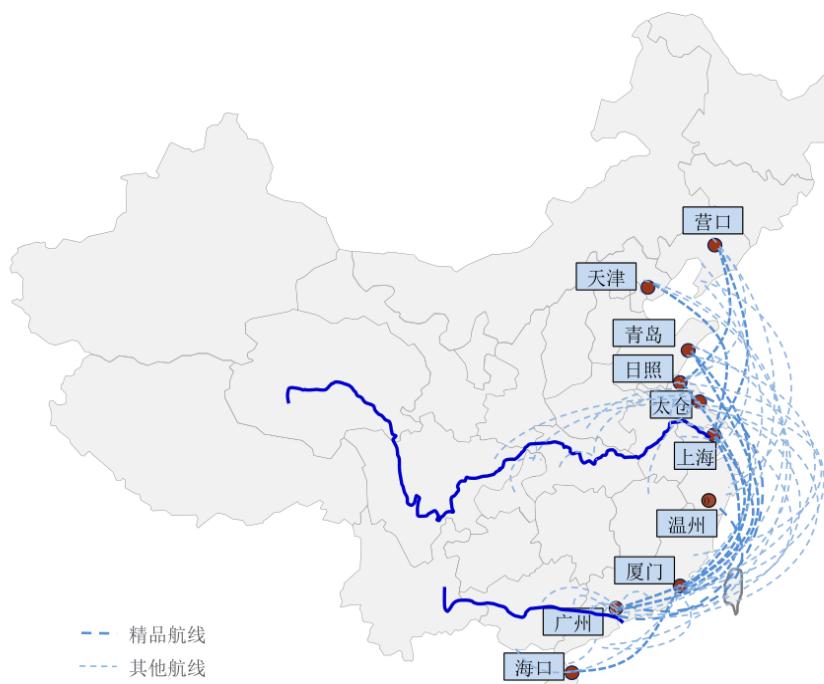 营口
天津
青岛
日照
太仓
上海
温州
厦门
广州
海口
精品航线
其他航线